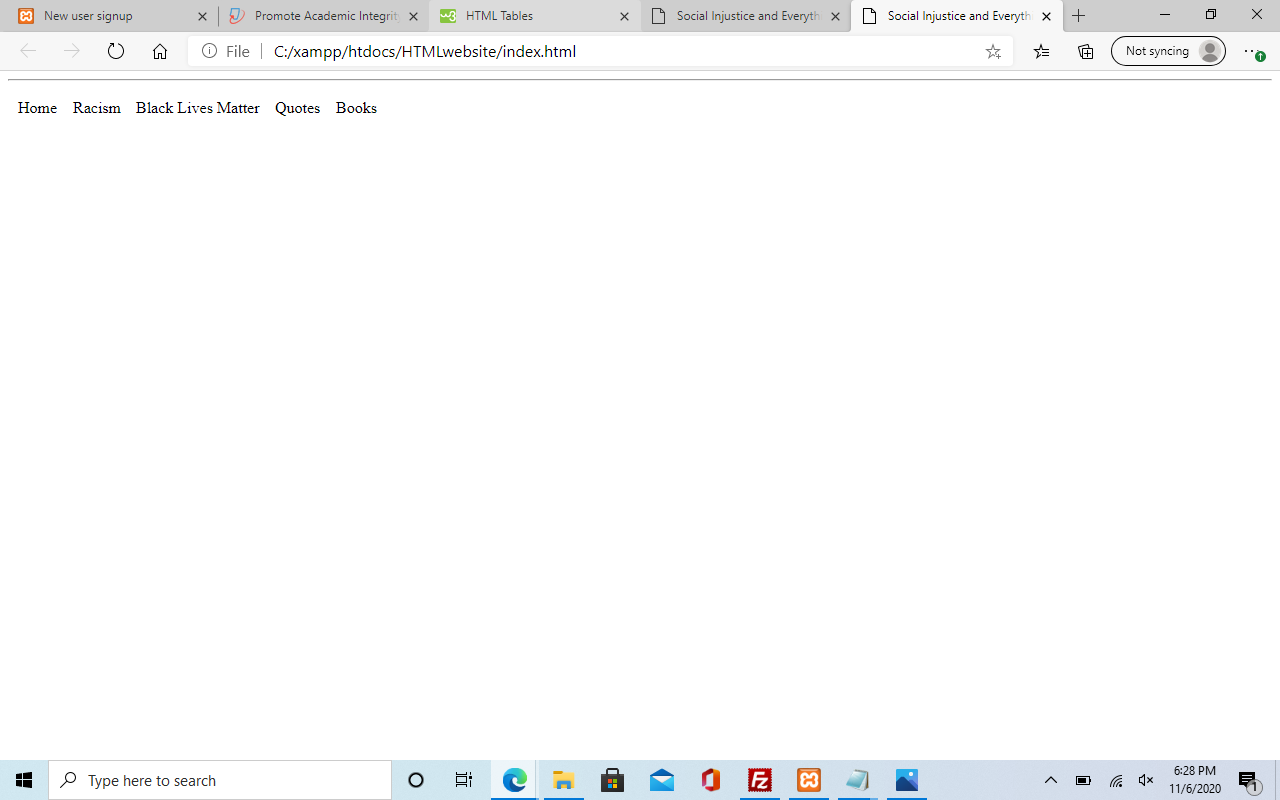 New user signup
Promote Academic Integrit
HTML Tables
Social Injustice and Everyth
Social Injustice and Everyth
File
C:/xampp/htdocs/HTMLwebsite/index.html
Not syncing
Home Racism Black Lives Matter Quotes Books
Type here to search
6:28 PM
11/6/2020
1